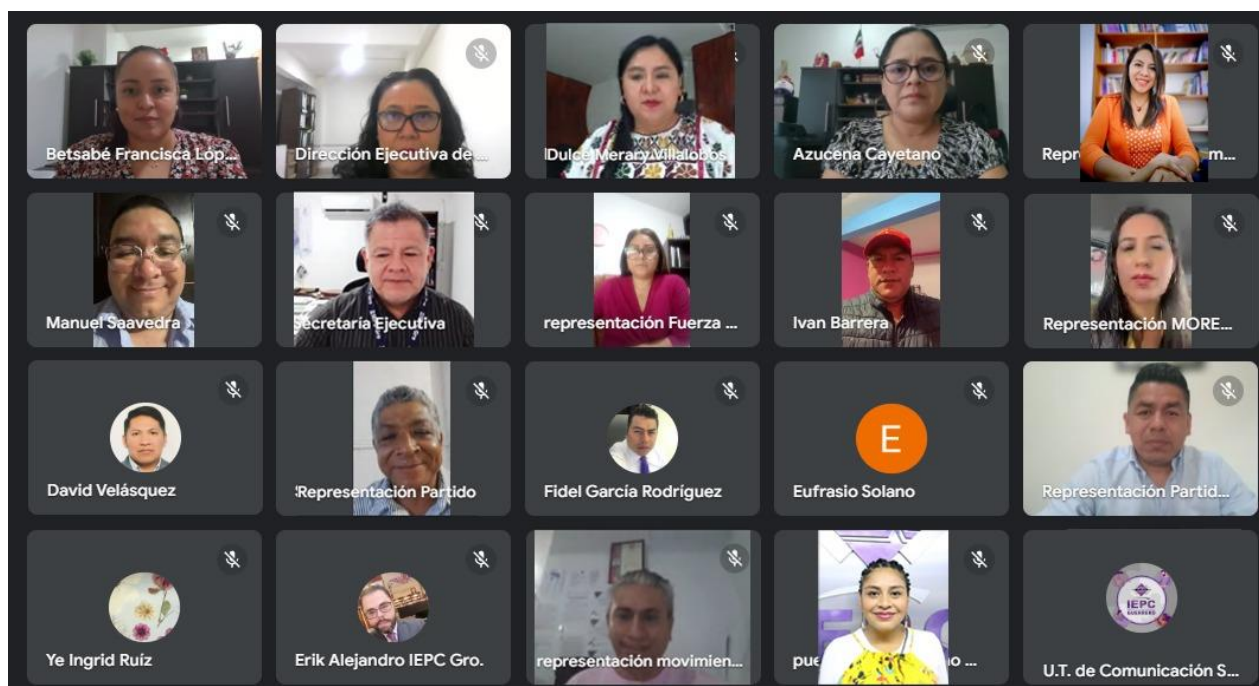 Betsabé Francisca Lóp...
Dirección Ejecutiva de ...
Dulce Merary Villalobos
Azucena Cayetano
Repr m...
Manuel Saavedra
Secretaría Ejecutiva
representación Fuerza ...
Ivan Barrera
Representación MORE...
David Velásquez
Representación Partido
Fidel García Rodríguez
E
Eufrasio Solano
Representación Partid...
Ye Ingrid Ruíz
Erik Alejandro IEPC Gro.
representación movimien...
pue o ...
IEPC
GUERRERO
U.T. de Comunicación S...